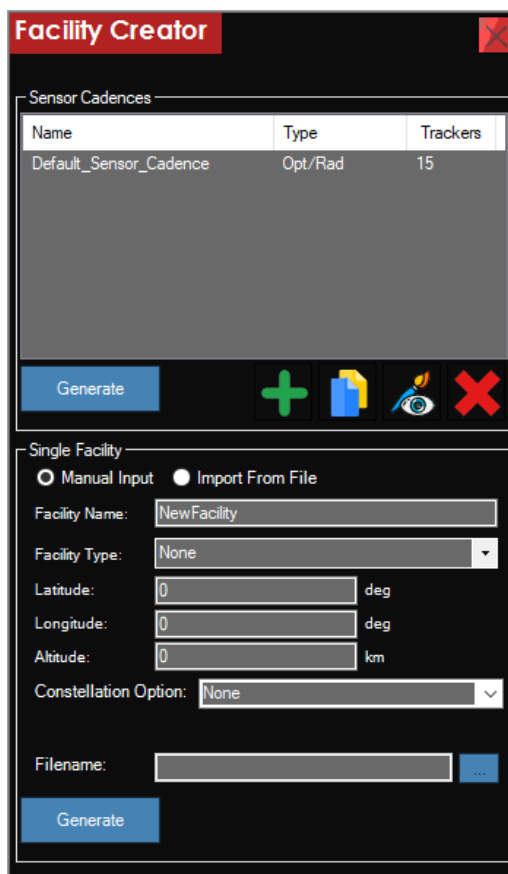 Facility Creator
Sensor Cadences
Name Type Trackers
Default_Sensor_Cadence Opt/Rad 15
Generate
Single Facility
Manual Input Import From File
Facility Name: NewFacility
Facility Type: None
Latitude: 0 deg
Longitude: 0 deg
Altitude: 0 km
Constellation Option: None
Filename: ...
Generate